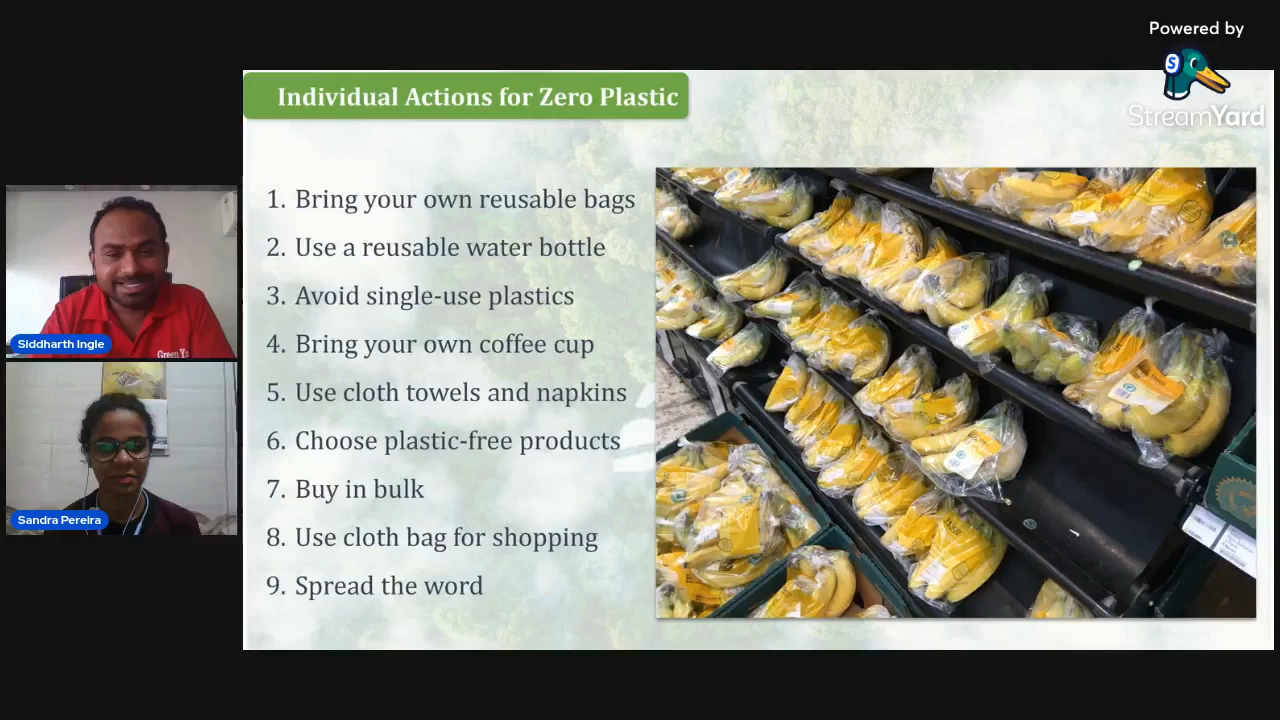 Powered by
StreamYard
Individual Actions for Zero Plastic
1. Bring your own reusable bags
2. Use a reusable water bottle
3. Avoid single-use plastics
4. Bring your own coffee cup
5. Use cloth towels and napkins
6. Choose plastic-free products
7. Buy in bulk
8. Use cloth bag for shopping
9. Spread the word
Siddharth Ingle
Sandra Pereira